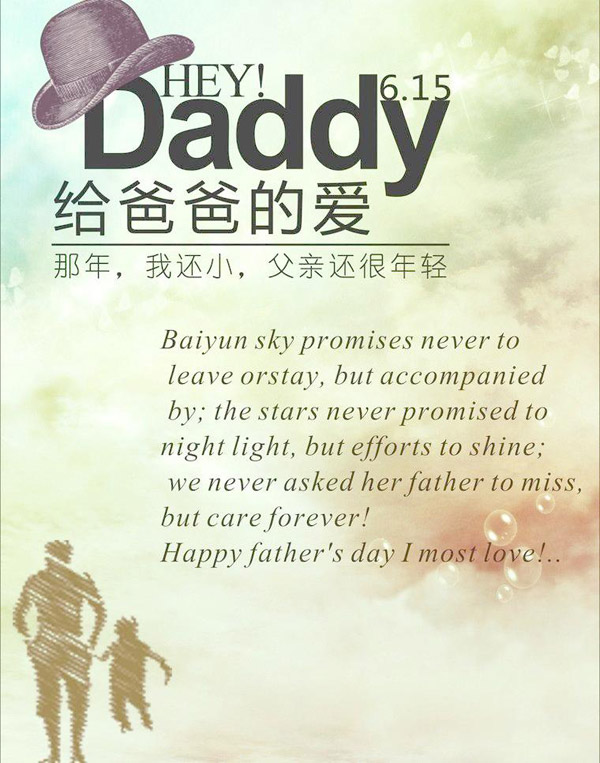 HEY!
Daddy
6.15
给爸爸的爱
那年，我还小，父亲还很年轻
Baiyun sky promises never to
leave orstay, but accompanied
by; the stars never promised to
night light, but efforts to shine;
we never asked her father to miss,
but care forever!
Happy father's day I most love!..